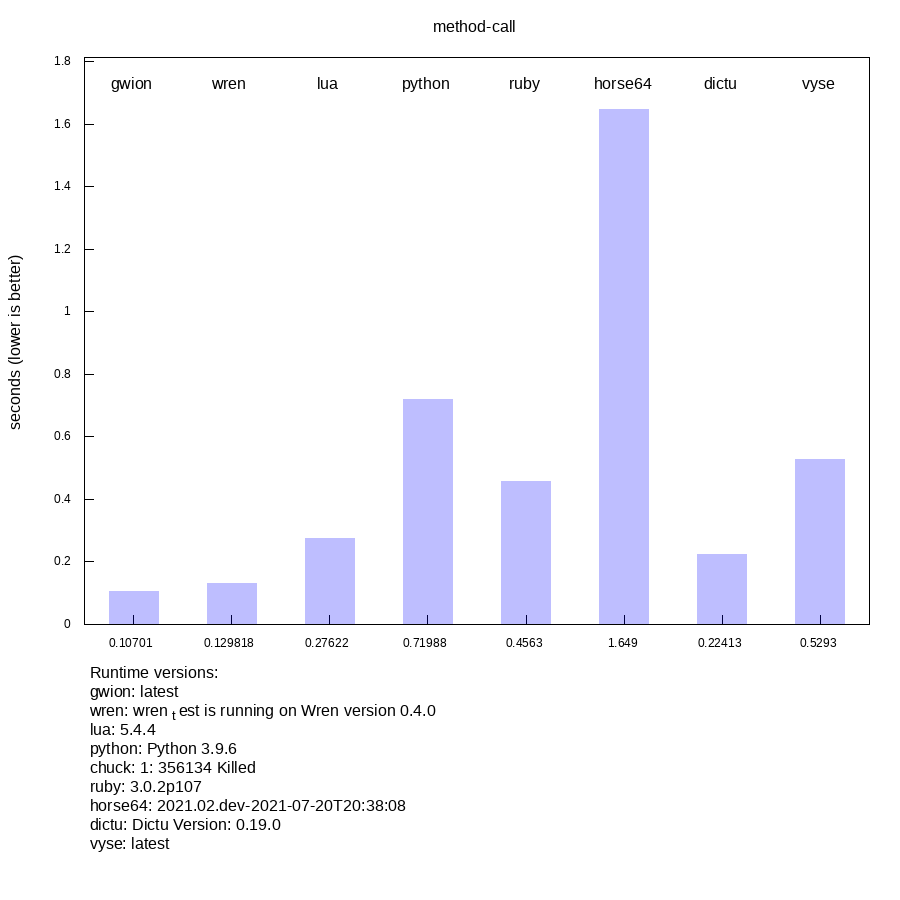 method-call
1.8
gwion wren lua python ruby horse64 dictu vyse
1.6
1.4
1.2
1
0.8
0.6
0.4
0.2
0
seconds (lower is better)
0.10701 0.129818 0.27622 0.71988 0.4563 1.649 0.22413 0.5293
Runtime versions:
gwion: latest
wren: wren t est is running on Wren version 0.4.0
lua: 5.4.4
python: Python 3.9.6
chuck: 1: 356134 Killed
ruby: 3.0.2p107
horse64: 2021.02.dev-2021-07-20T20:38:08
dictu: Dictu Version: 0.19.0
vyse: latest